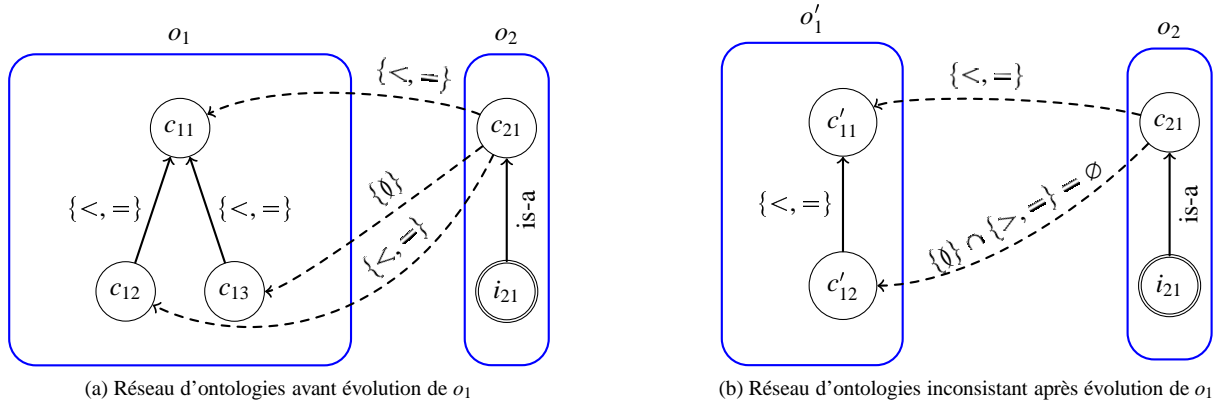 o₁
o₂
{<, =}
c₁₁
c₂₁
{<, =}
{<, =}
{≬}
{<, =}
is-a
c₁₂
c₁₃
i₂₁
(a) Réseau d'ontologies avant évolution de o₁
o′₁
o₂
{<, =}
c′₁₁
c₂₁
{<, =}
{≬} ∩ {>, =} = ∅
is-a
c′₁₂
i₂₁
(b) Réseau d'ontologies inconsistant après évolution de o₁